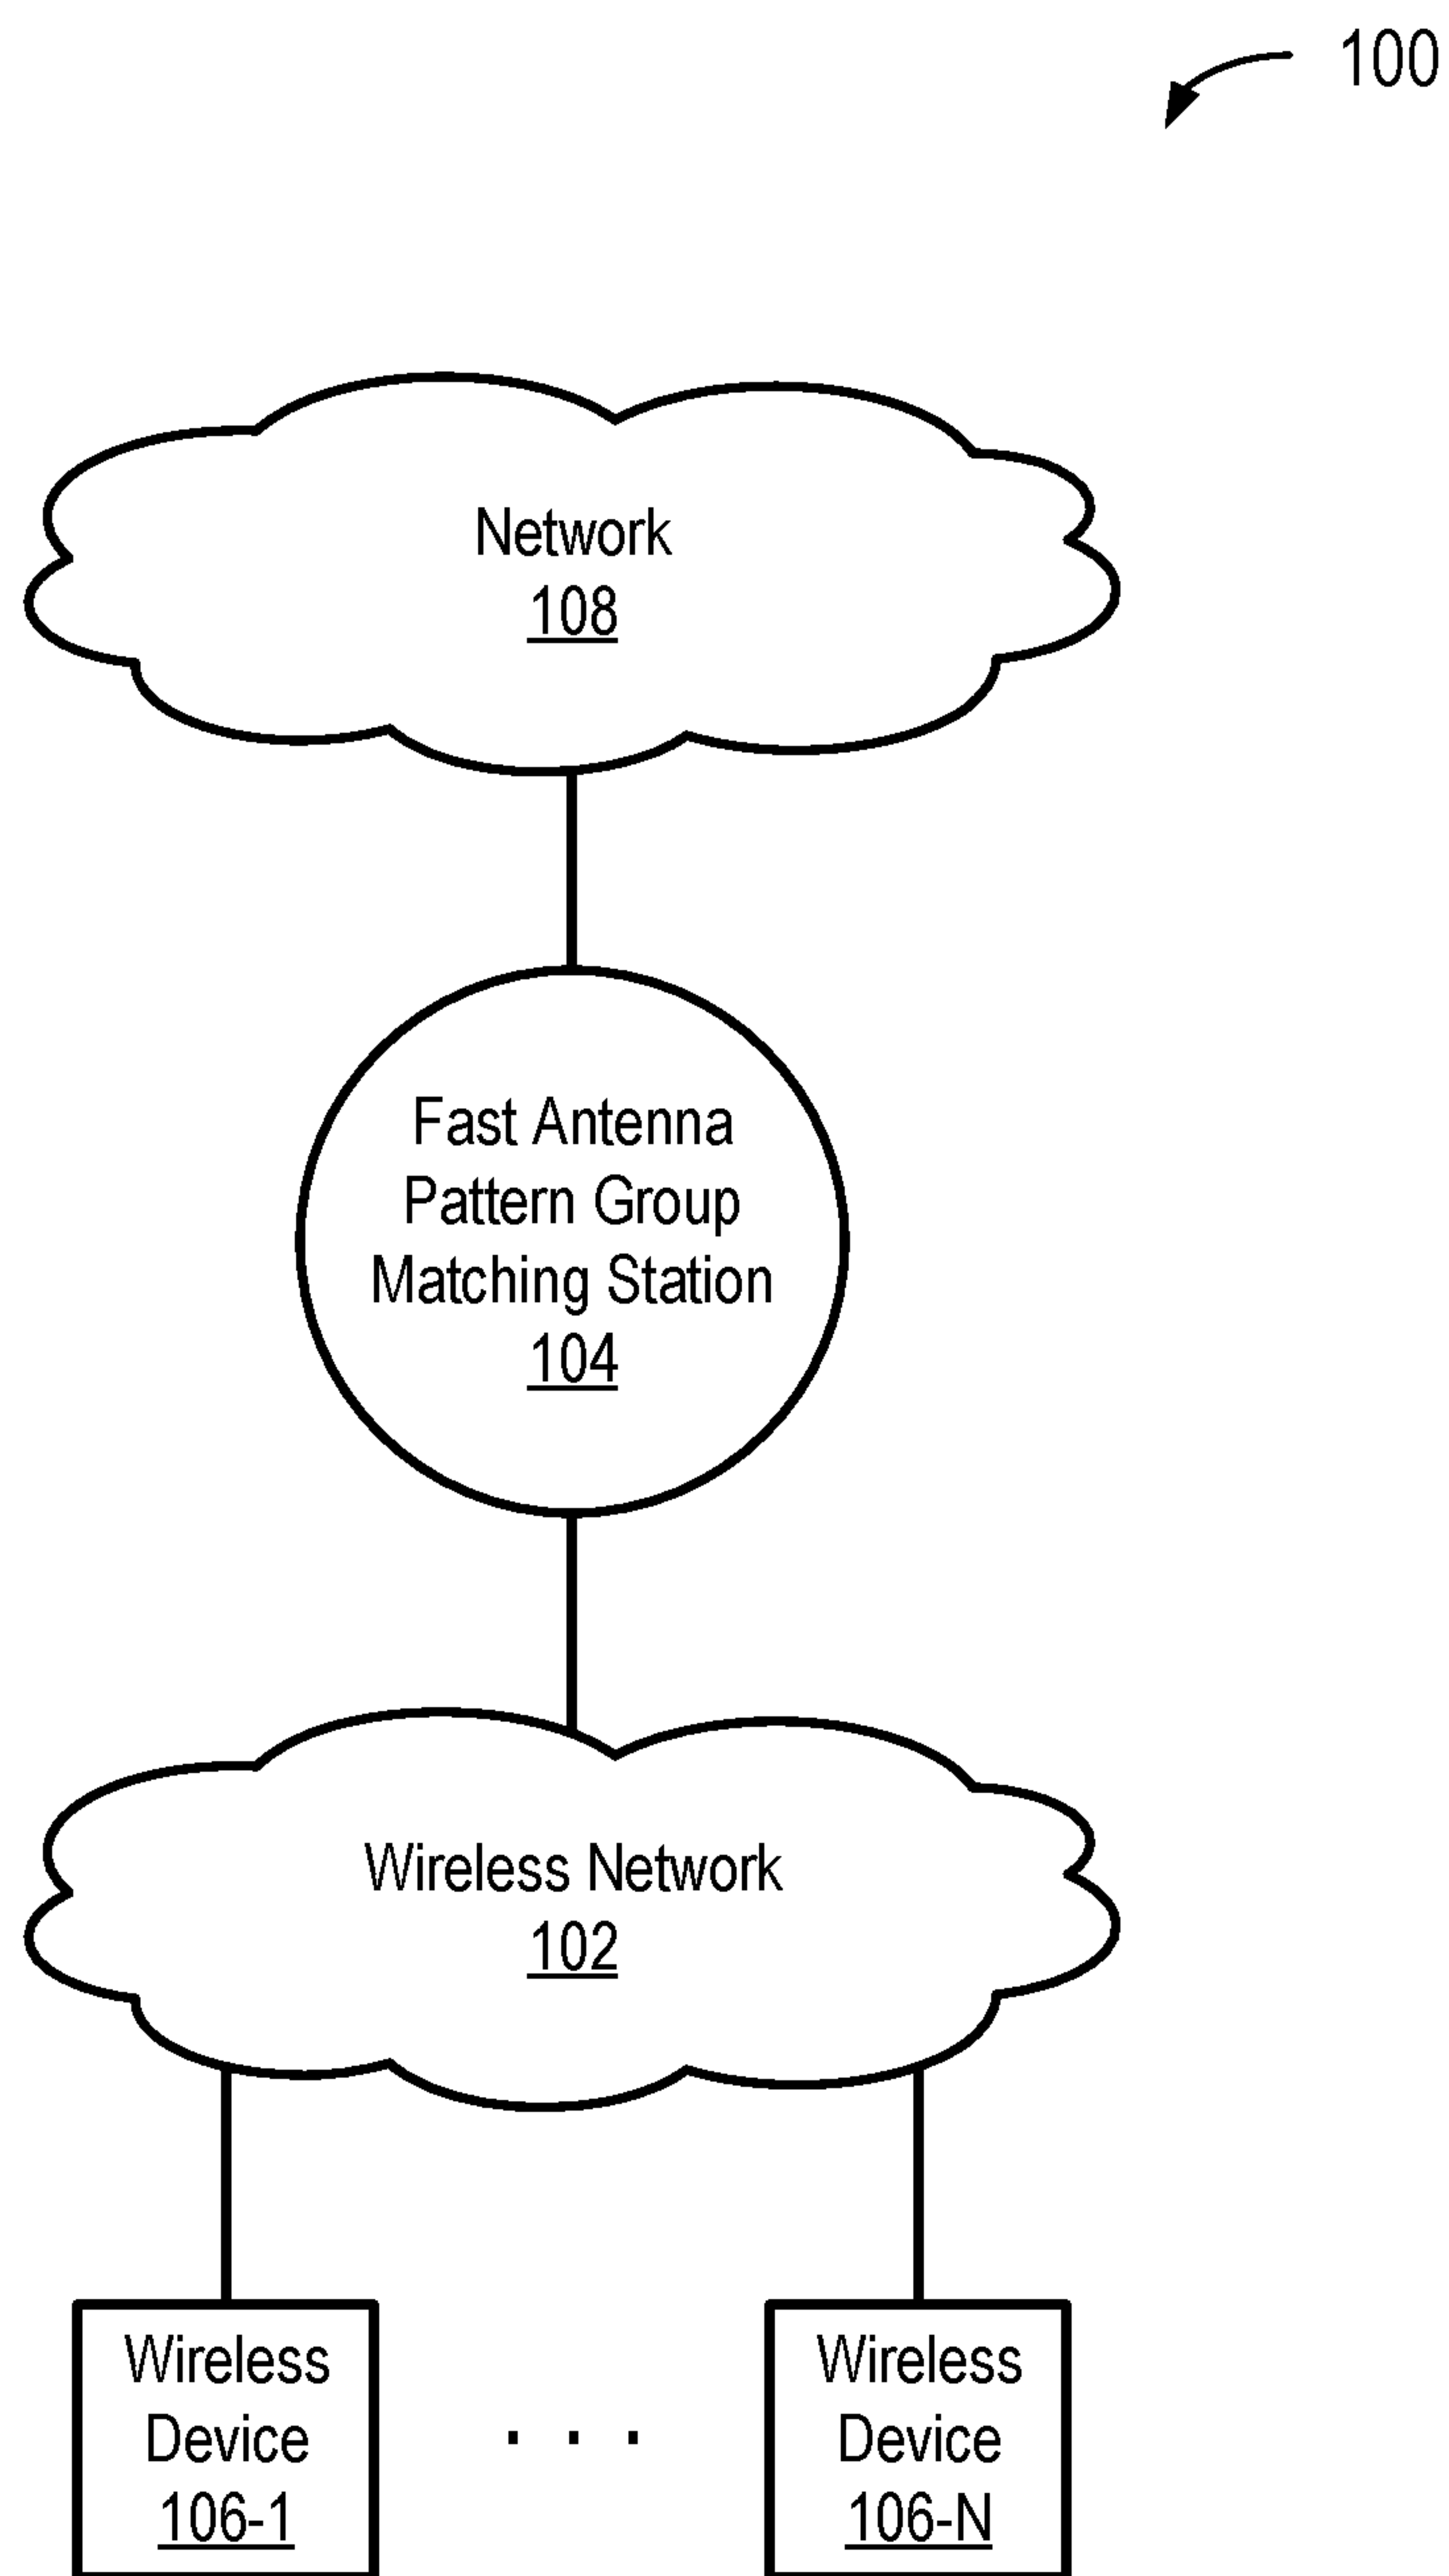 100
Network
108
Fast Antenna
Pattern Group
Matching Station
104
Wireless Network
102
Wireless
Device
106-1
. . .
Wireless
Device
106-N